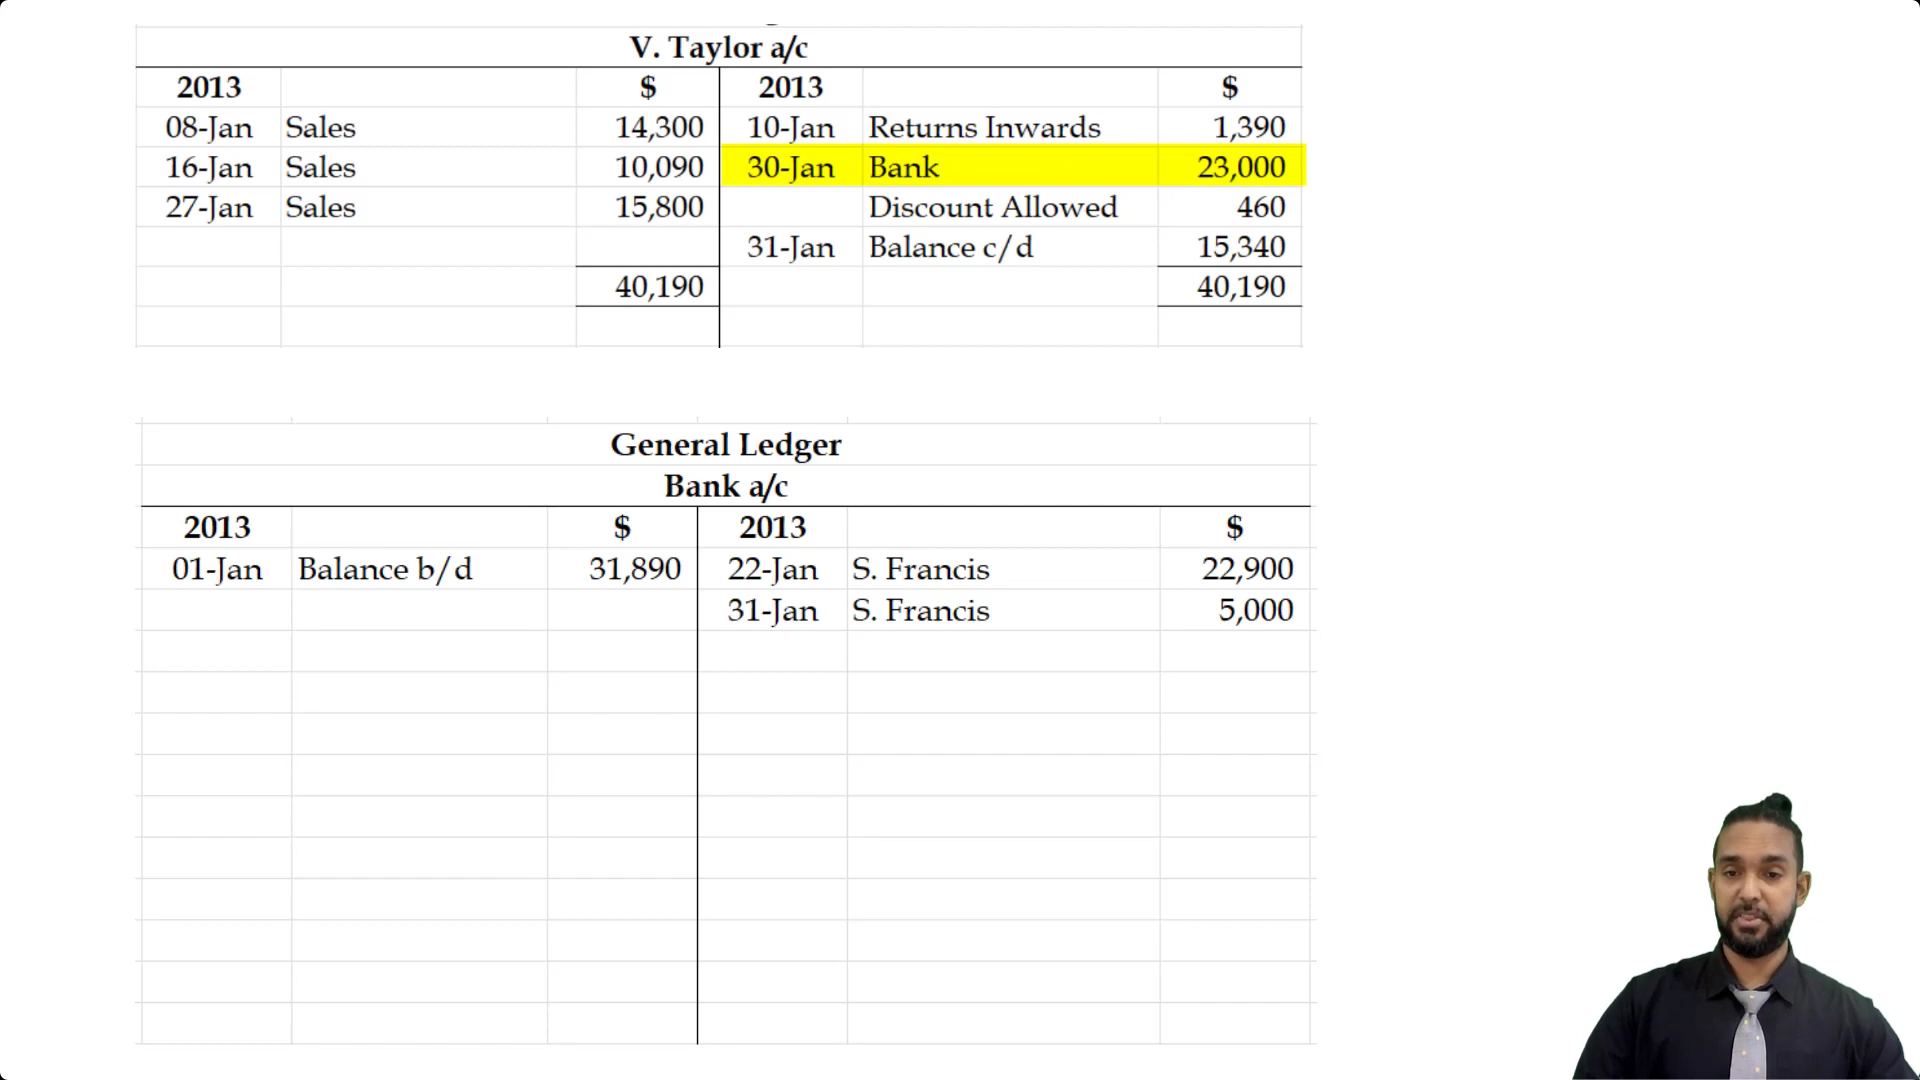 V. Taylor a/c
2013 $ 2013 $
08-Jan Sales 14,300 10-Jan Returns Inwards 1,390
16-Jan Sales 10,090 30-Jan Bank 23,000
27-Jan Sales 15,800 Discount Allowed 460
31-Jan Balance c/d 15,340
40,190 40,190
General Ledger
Bank a/c
2013 $ 2013 $
01-Jan Balance b/d 31,890 22-Jan S. Francis 22,900
31-Jan S. Francis 5,000